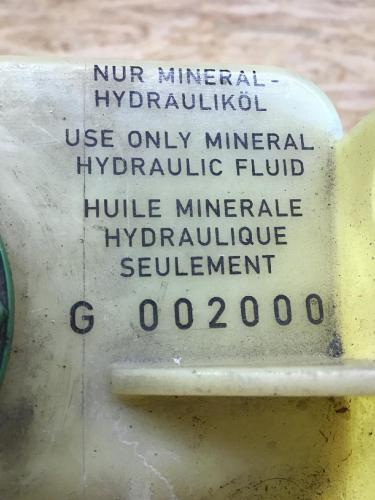 NUR MINERAL-
HYDRAULIKÖL
USE ONLY MINERAL
HYDRAULIC FLUID
HUILE MINERALE
HYDRAULIQUE
SEULEMENT
G 002000